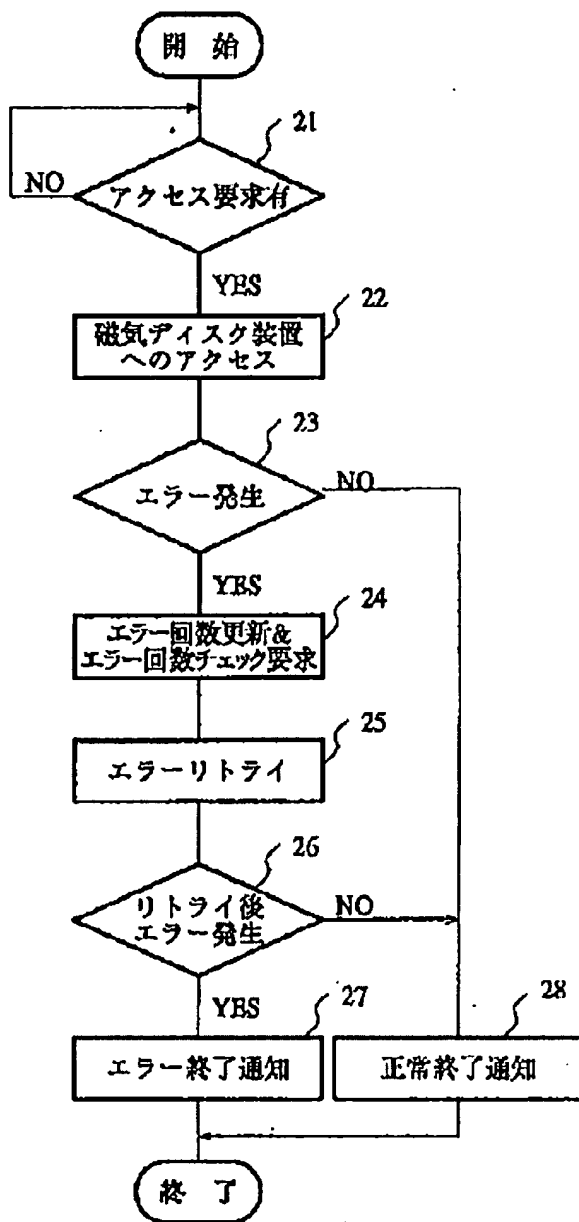 開 始
21
アクセス要求有
NO
YES
22
磁気ディスク装置
へのアクセス
23
エラー発生
NO
YES
24
エラー回数更新&
エラー回数チェック要求
25
エラーリトライ
26
リトライ後
エラー発生
NO
YES
27
エラー終了通知
28
正常終了通知
終 了